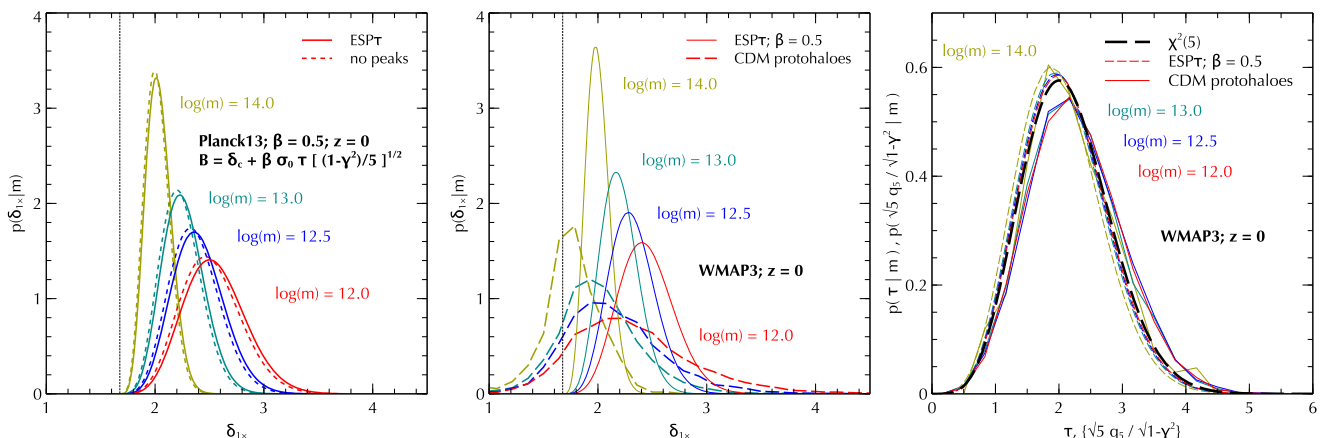 4
3
2
1
0
p(δ1×|m)
ESPτ
no peaks
log(m) = 14.0
Planck13; β = 0.5; z = 0
B = δc + β σ0 τ [ (1-γ²)/5 ]^1/2
log(m) = 13.0
log(m) = 12.5
log(m) = 12.0
1 2 3 4
δ1×
4
3
2
1
0
p(δ1×|m)
ESPτ; β = 0.5
CDM protohaloes
log(m) = 14.0
log(m) = 13.0
log(m) = 12.5
WMAP3; z = 0
log(m) = 12.0
1 2 3 4
δ1×
0.6
0.4
0.2
0
p( τ | m ) , p( √5 q5 / √1-γ² | m )
log(m) = 14.0
χ²(5)
ESPτ; β = 0.5
CDM protohaloes
log(m) = 13.0
log(m) = 12.5
log(m) = 12.0
WMAP3; z = 0
0 1 2 3 4 5 6
τ, {√5 q5 / √1-γ²}